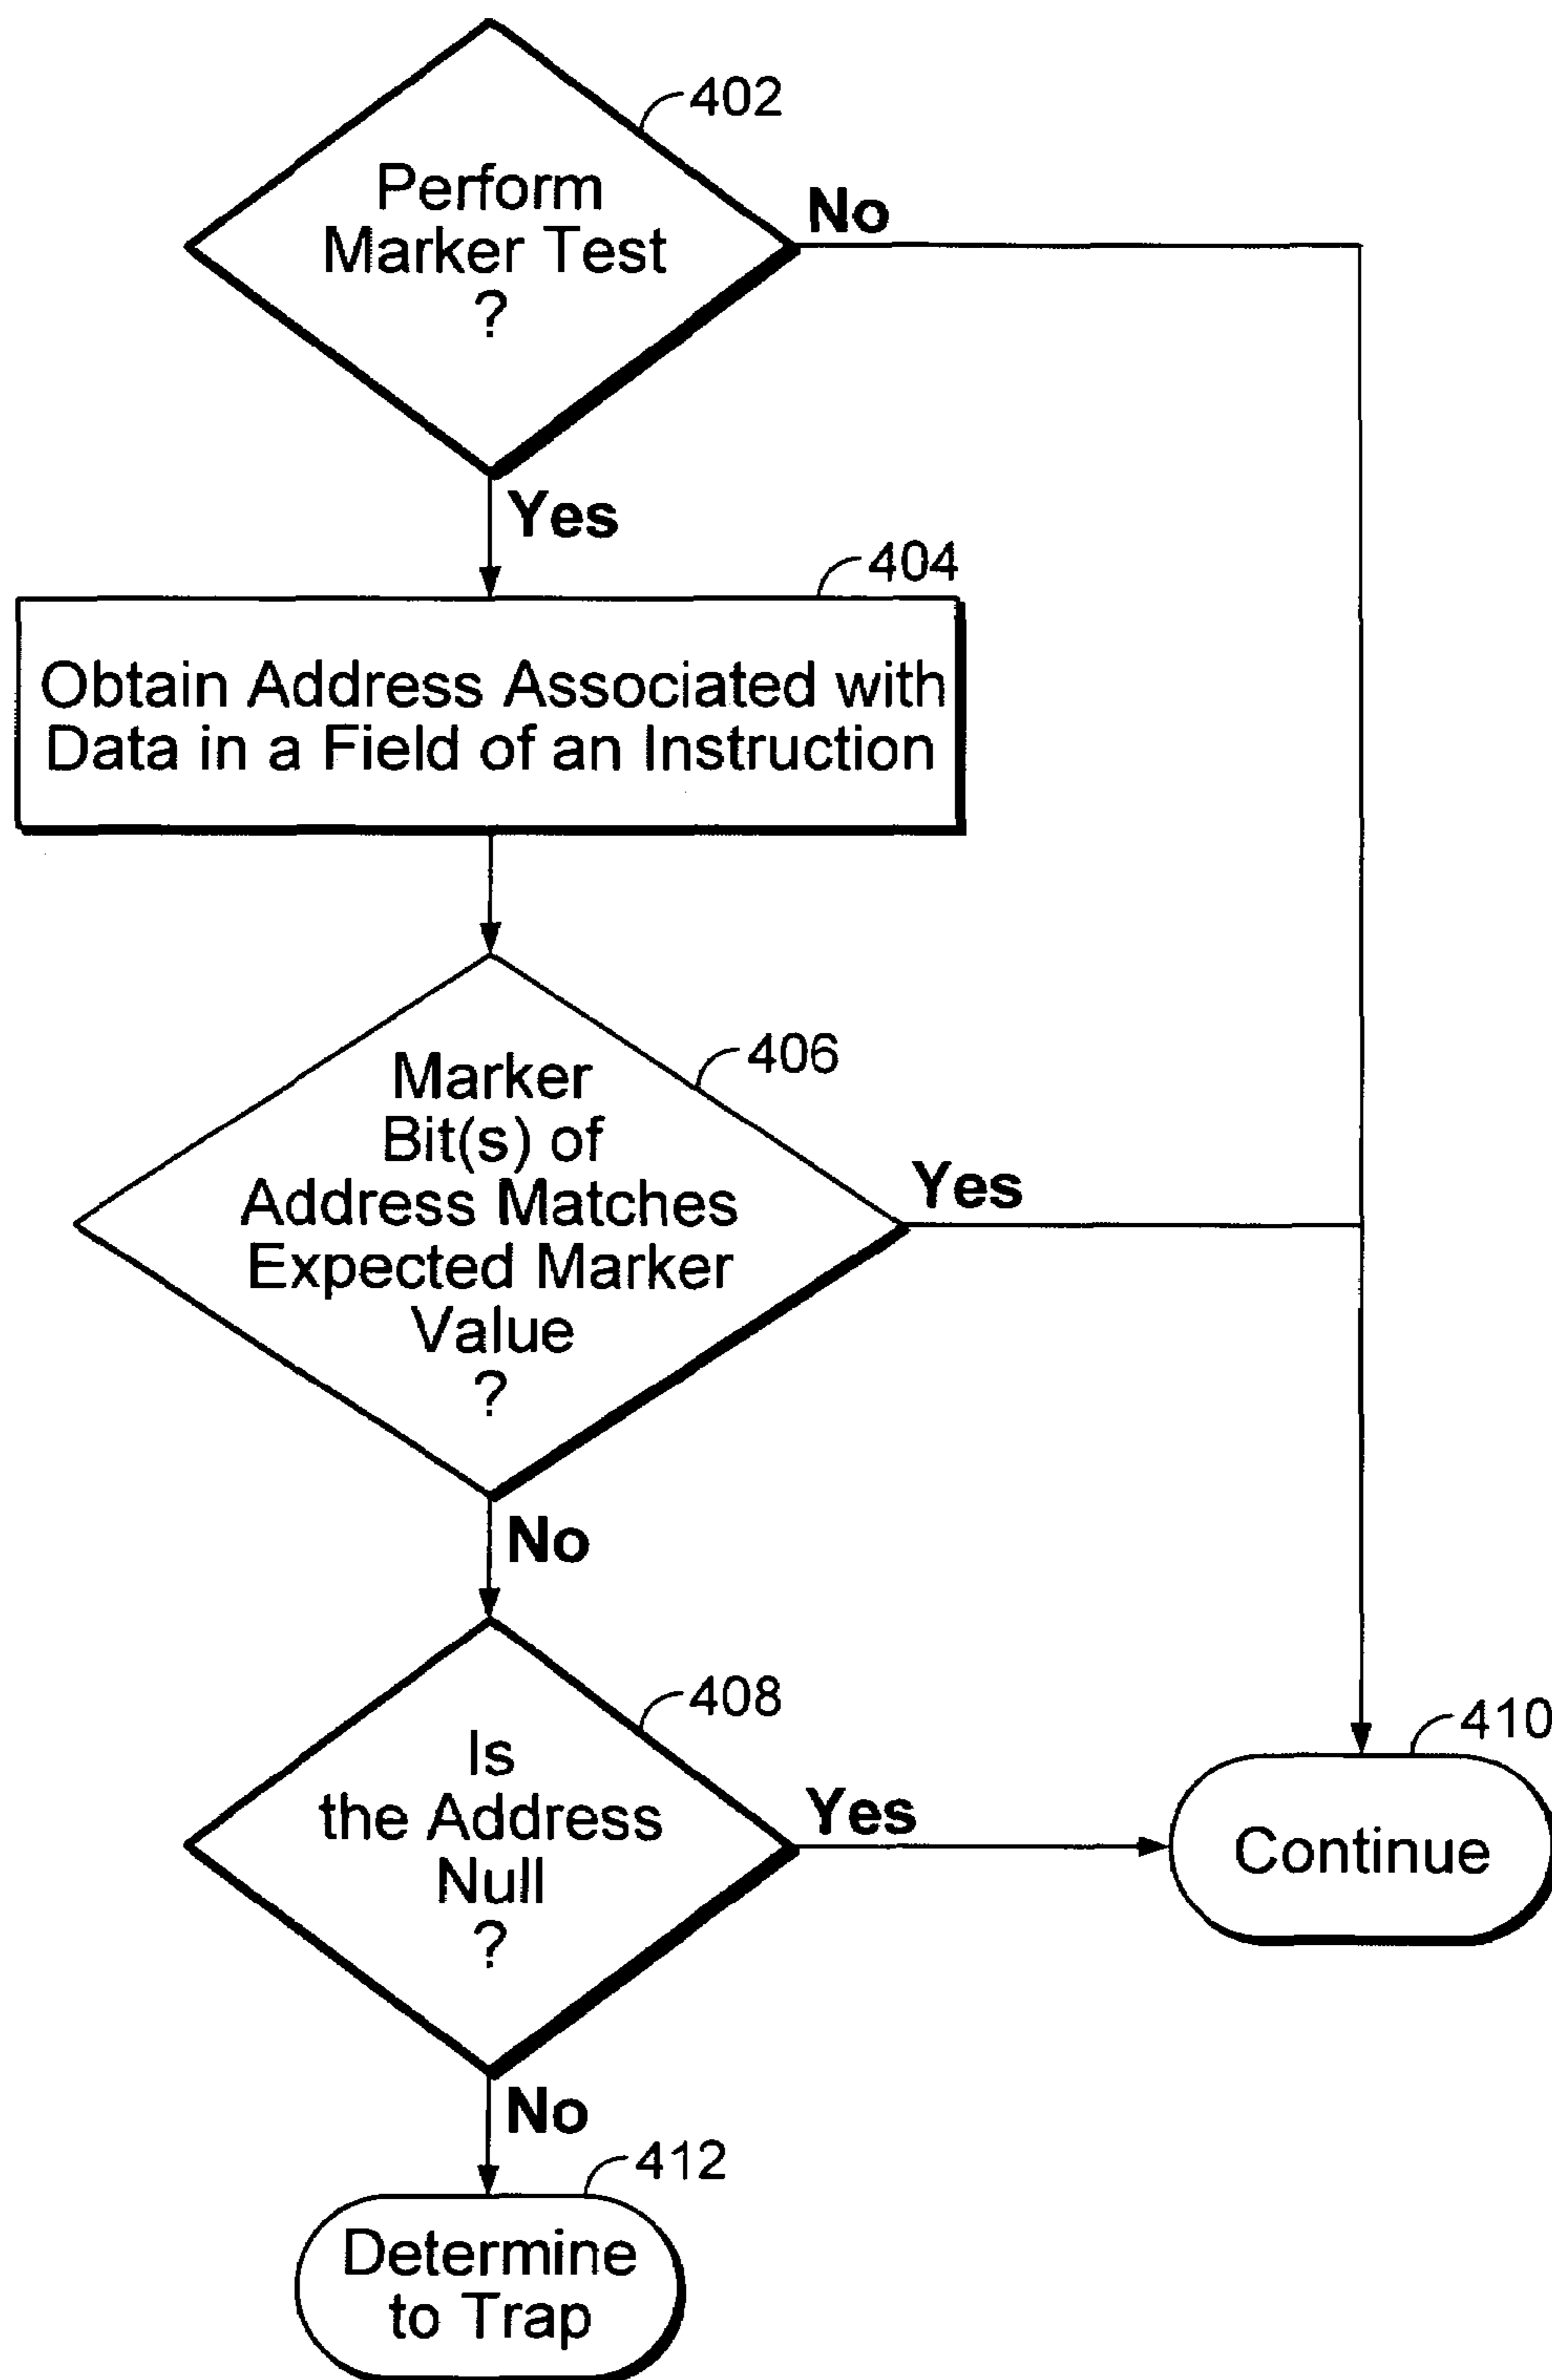 402
Perform
Marker Test
?
No
Yes
404
Obtain Address Associated with
Data in a Field of an Instruction
406
Marker
Bit(s) of
Address Matches
Expected Marker
Value
?
Yes
No
408
Is
the Address
Null
?
Yes
410
Continue
No
412
Determine
to Trap